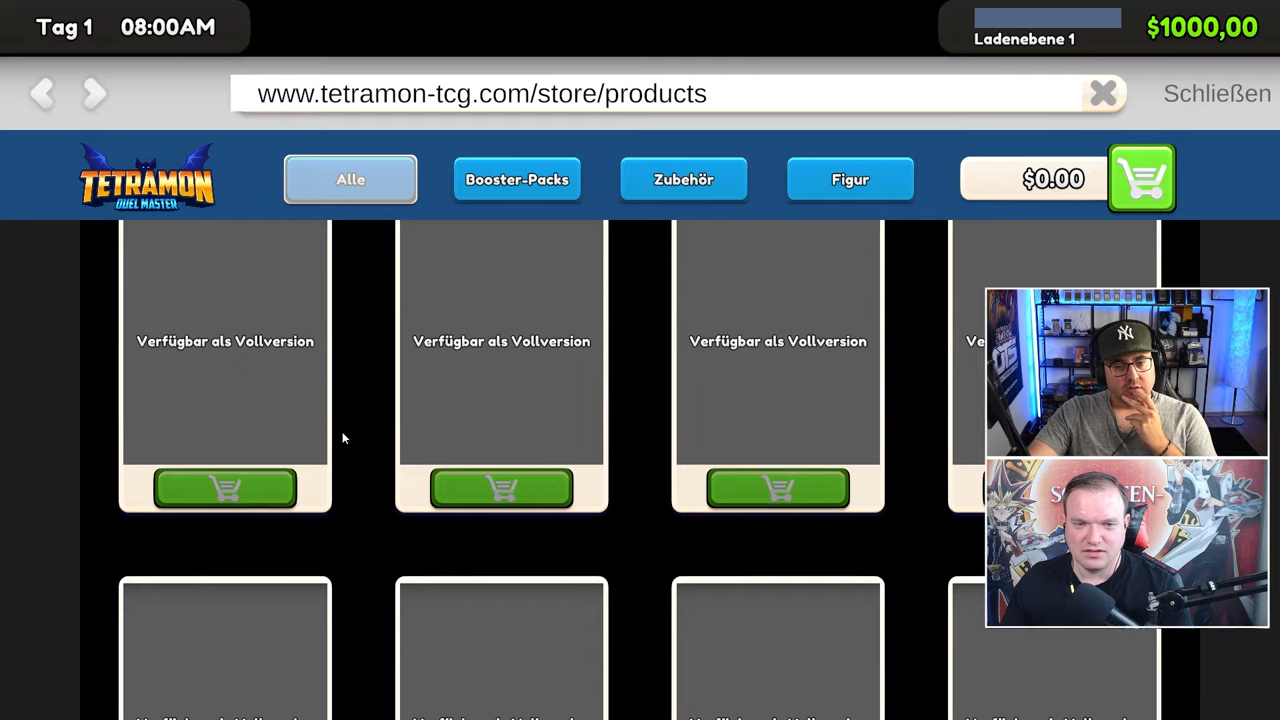 Tag 1 08:00AM
Ladenebene 1
$1000,00
www.tetramon-tcg.com/store/products
Schließen
TETRAMON
DUEL MASTER
Alle
Booster-Packs
Zubehör
Figur
$0.00
Verfügbar als Vollversion
Verfügbar als Vollversion
Verfügbar als Vollversion
Ve